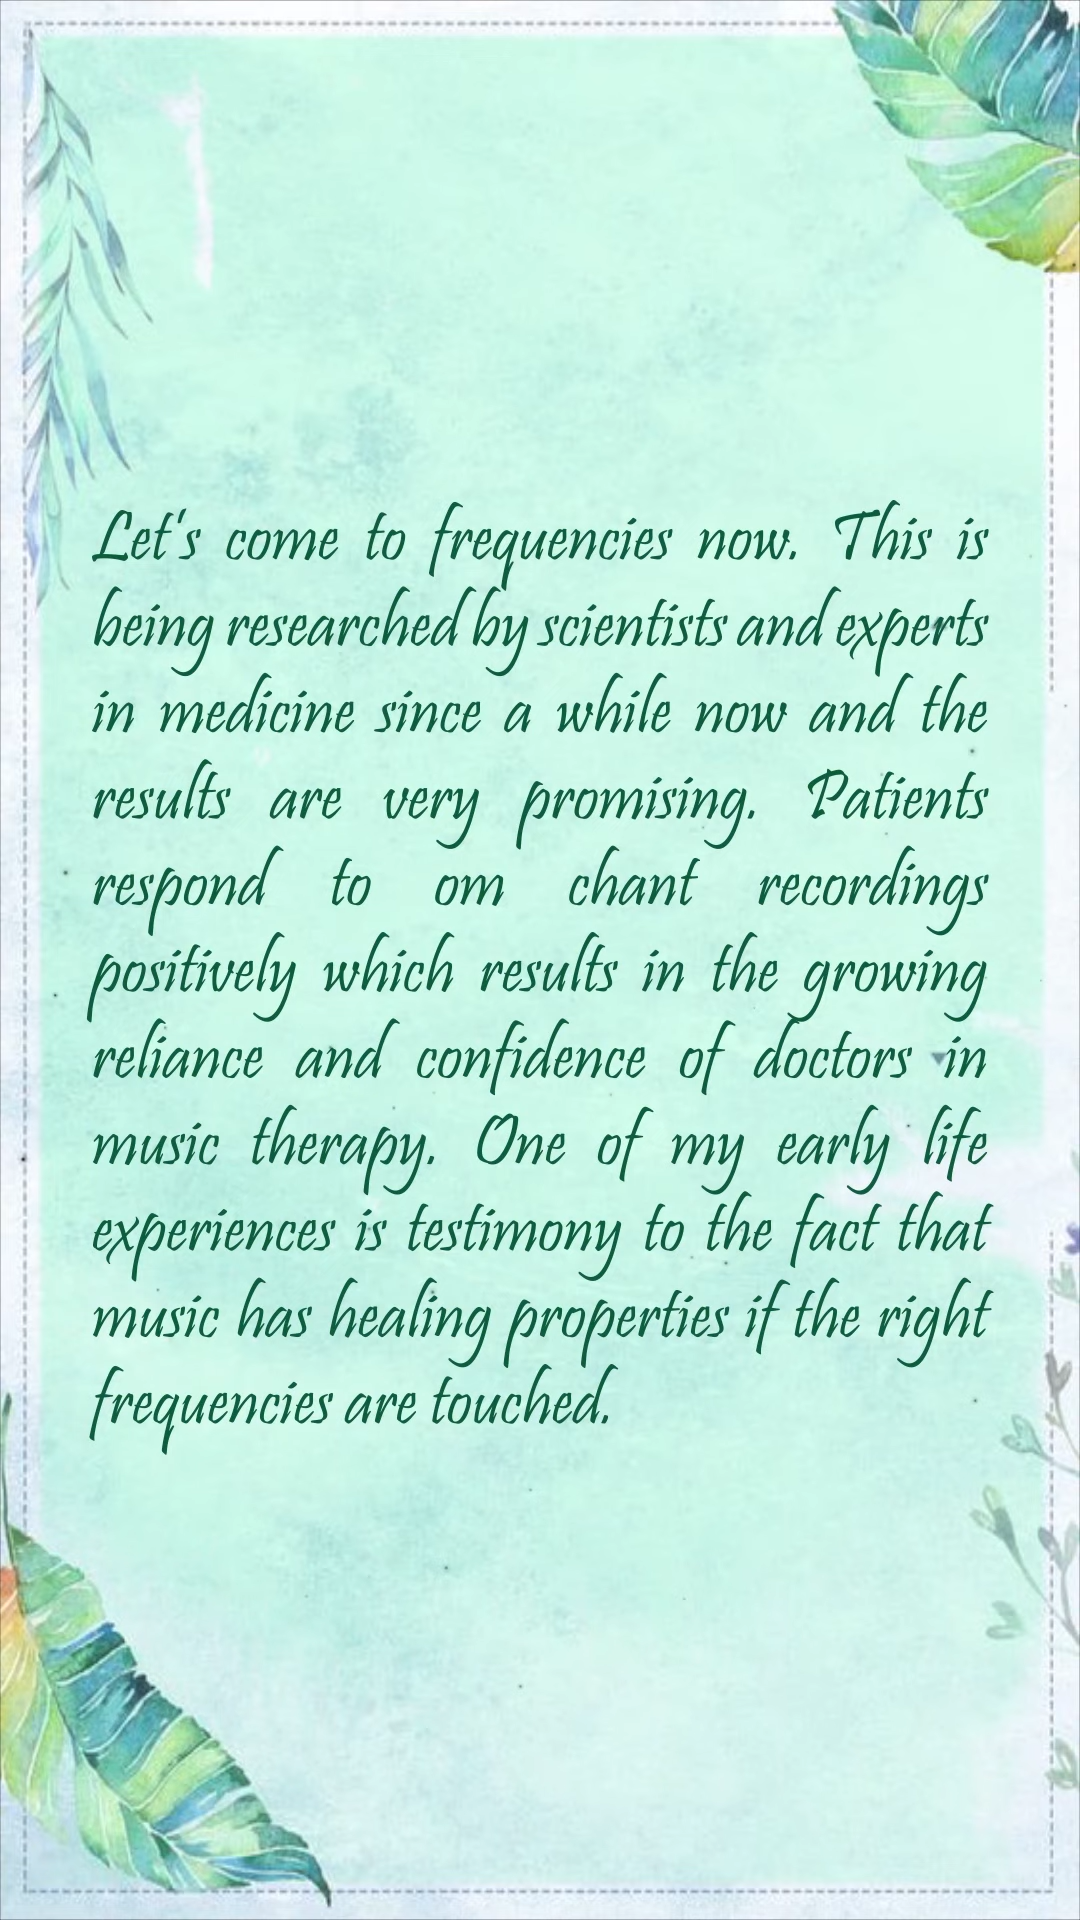 Let's come to frequencies now. This is
being researched by scientists and experts
in medicine since a while now and the
results are very promising. Patients
respond to om chant recordings
positively which results in the growing
reliance and confidence of doctors in
music therapy. One of my early life
experiences is testimony to the fact that
music has healing properties if the right
frequencies are touched.